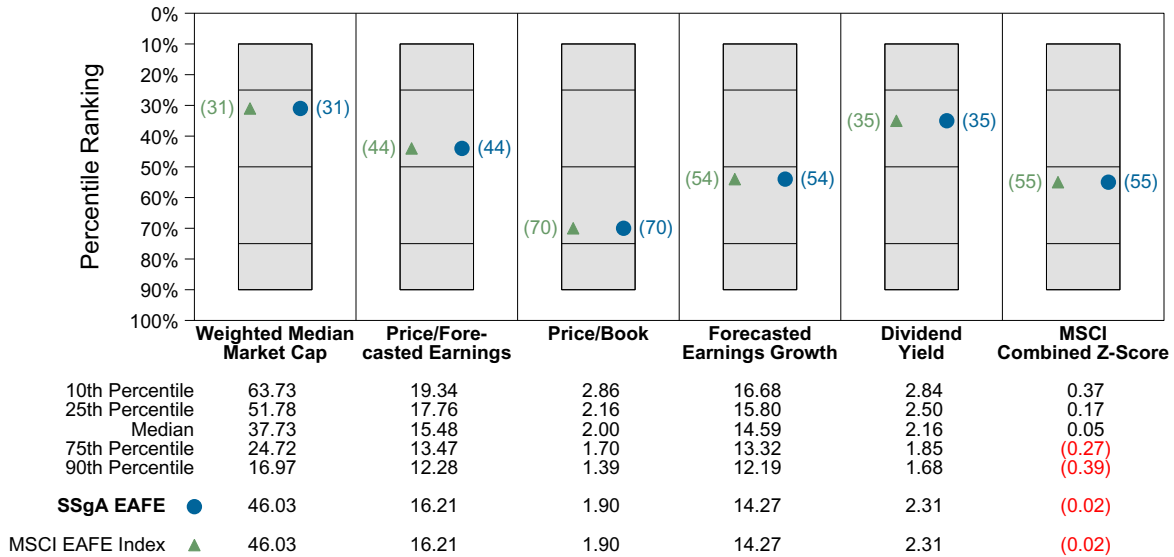 Percentile Ranking
0%
10%
20%
30%
40%
50%
60%
70%
80%
90%
100%
(31) (31)
(44) (44)
(70) (70)
(54) (54)
(35) (35)
(55) (55)
Weighted Median
Market Cap
Price/Fore-
casted Earnings
Price/Book
Forecasted
Earnings Growth
Dividend
Yield
MSCI
Combined Z-Score
10th Percentile 63.73 19.34 2.86 16.68 2.84 0.37
25th Percentile 51.78 17.76 2.16 15.80 2.50 0.17
Median 37.73 15.48 2.00 14.59 2.16 0.05
75th Percentile 24.72 13.47 1.70 13.32 1.85 (0.27)
90th Percentile 16.97 12.28 1.39 12.19 1.68 (0.39)
SSgA EAFE 46.03 16.21 1.90 14.27 2.31 (0.02)
MSCI EAFE Index 46.03 16.21 1.90 14.27 2.31 (0.02)